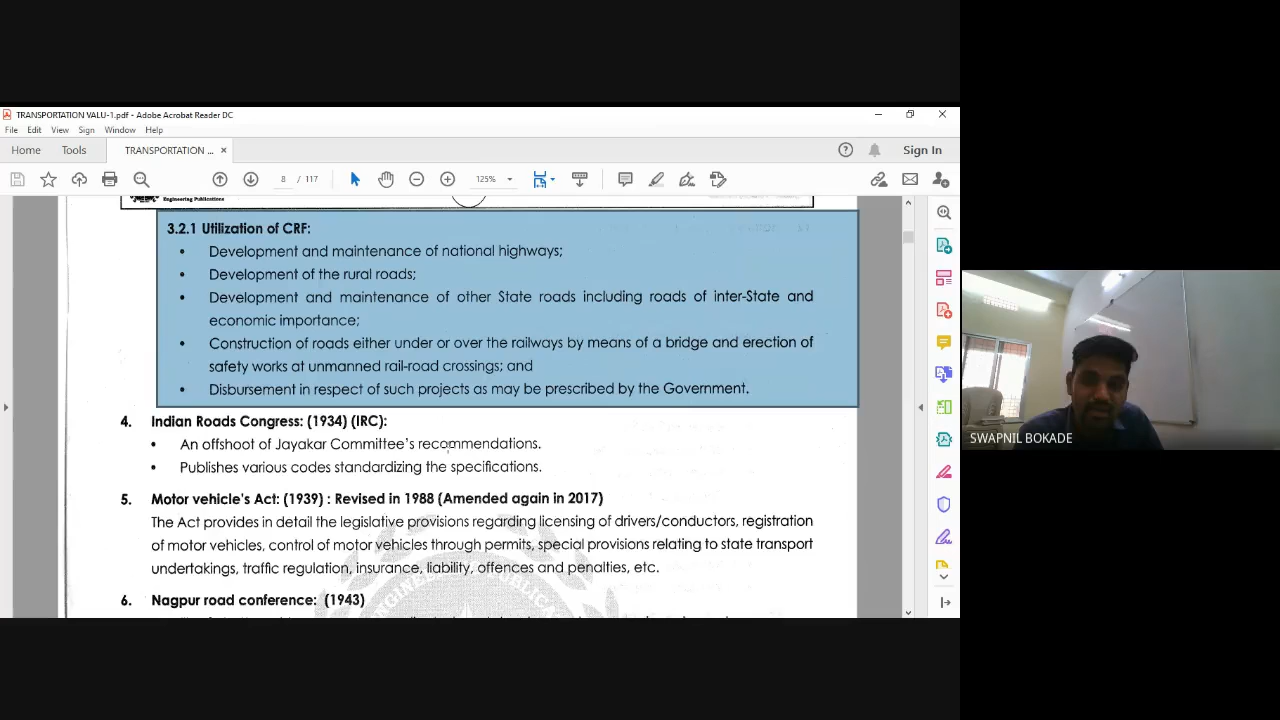 TRANSPORTATION VALU-1.pdf - Adobe Acrobat Reader DC
File Edit View Sign Window Help
Home Tools TRANSPORTATION ... × Sign In
8 / 117 125%
Engineering Publications
3.2.1 Utilization of CRF:
• Development and maintenance of national highways;
• Development of the rural roads;
• Development and maintenance of other State roads including roads of inter-State and
economic importance;
• Construction of roads either under or over the railways by means of a bridge and erection of
safety works at unmanned rail-road crossings; and
• Disbursement in respect of such projects as may be prescribed by the Government.
4. Indian Roads Congress: (1934) (IRC):
• An offshoot of Jayakar Committee's recommendations.
• Publishes various codes standardizing the specifications.
5. Motor vehicle's Act: (1939) : Revised in 1988 (Amended again in 2017)
The Act provides in detail the legislative provisions regarding licensing of drivers/conductors, registration
of motor vehicles, control of motor vehicles through permits, special provisions relating to state transport
undertakings, traffic regulation, insurance, liability, offences and penalties, etc.
6. Nagpur road conference: (1943)
SWAPNIL BOKADE